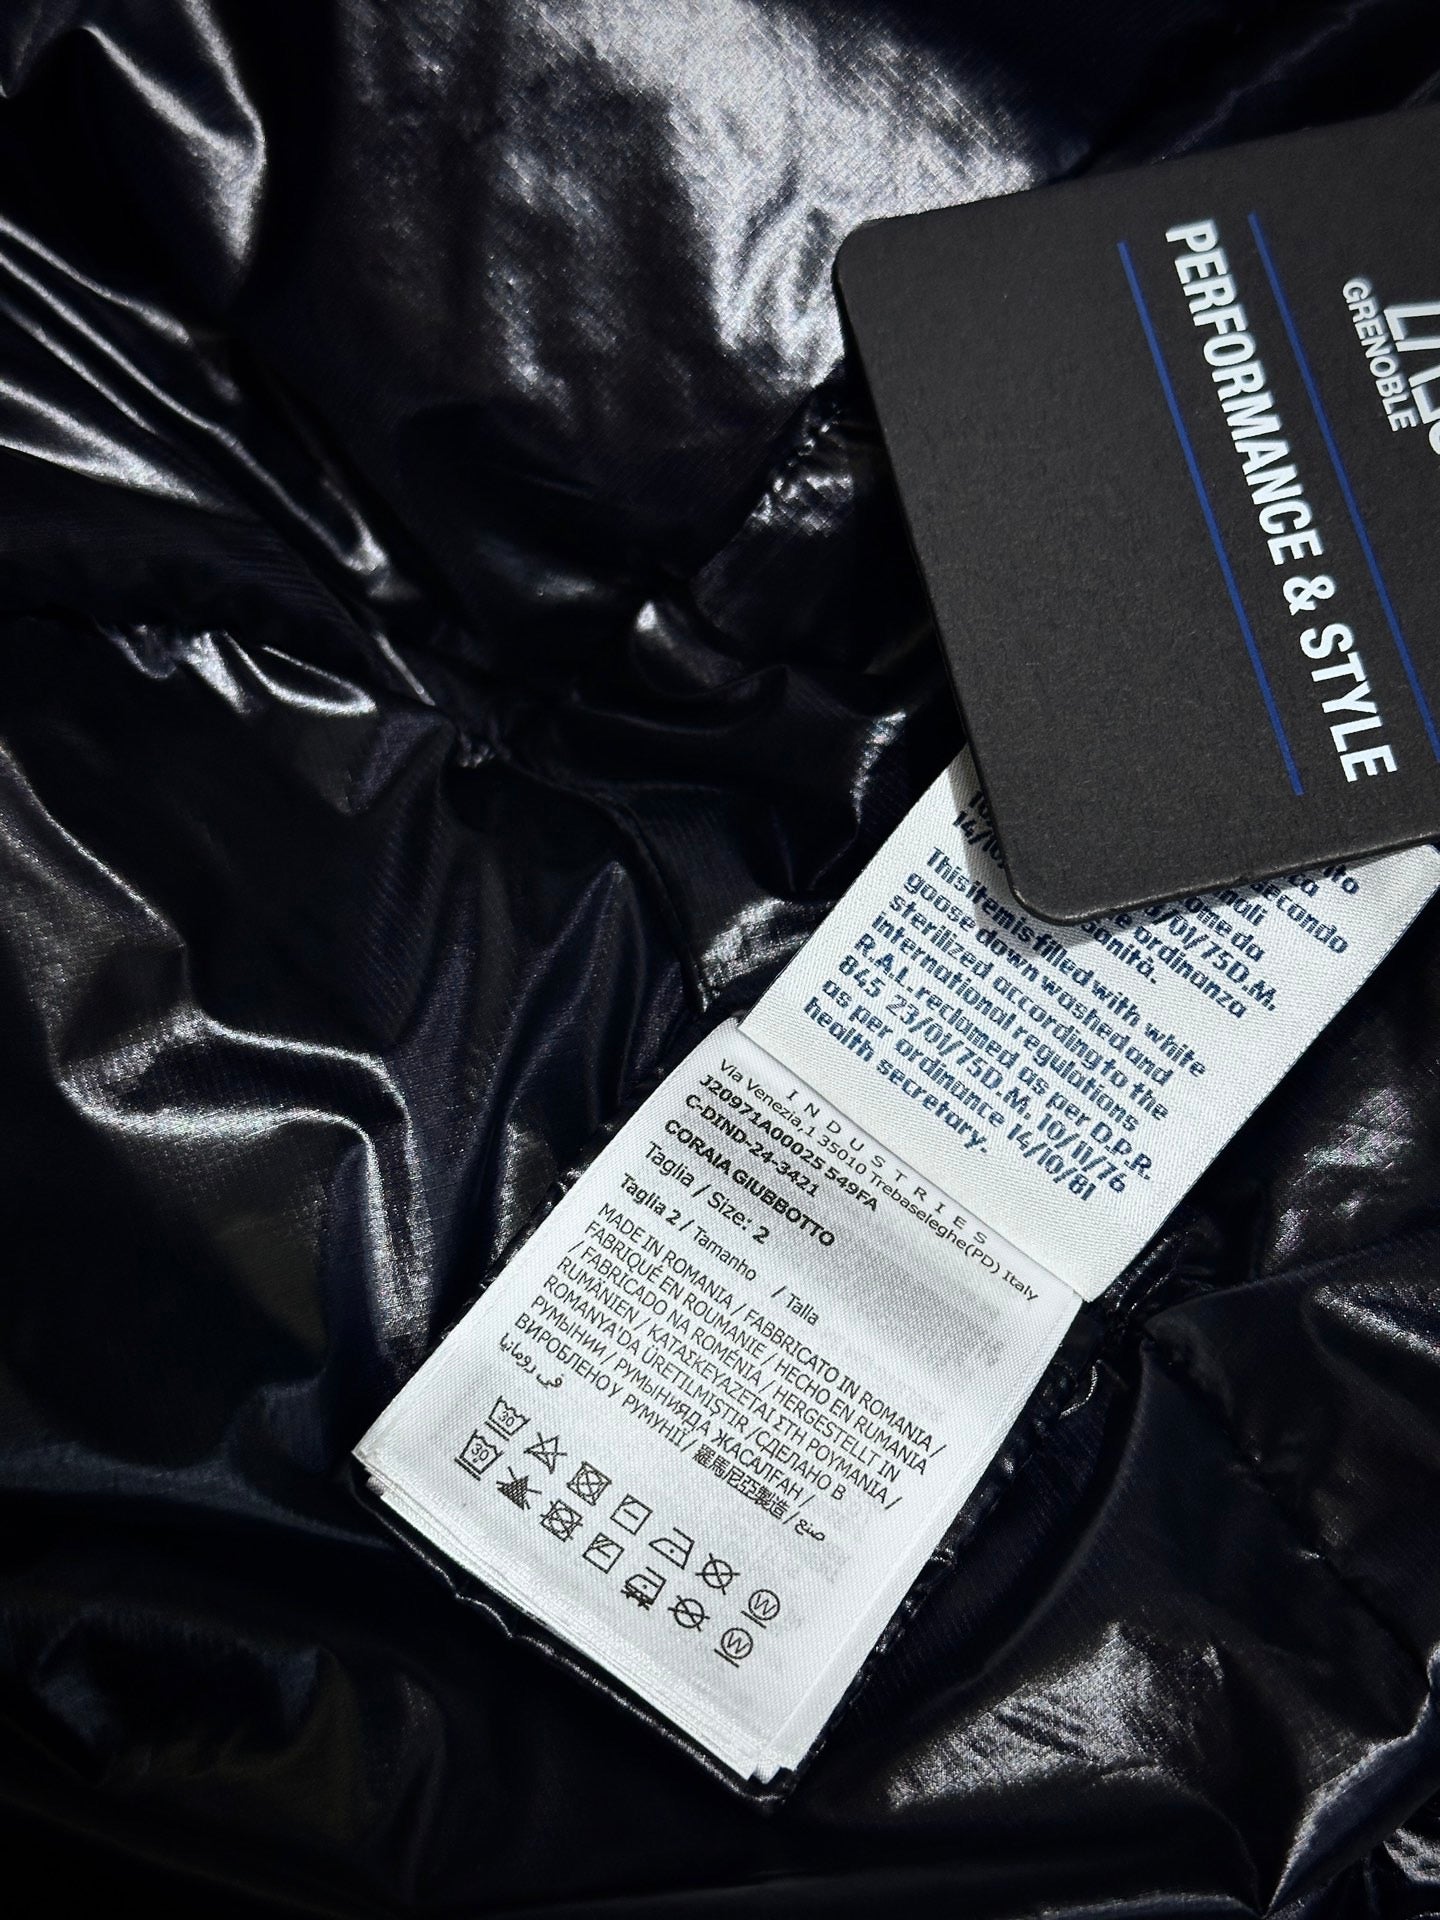 PERFORMANCE & STYLE
GRENOBLE
This item is filled with white
goose down washed and
sterilized according to the
international regulations
R.A.L. reclamed as per D.P.R.
845 23/01/75D.M. 10/11/76
as per ordinance 14/10/81
health secretary.
INDUSTRIES
Via Venezia,1 35010 Trebaseleghe(PD) Italy
J20971A00025 549FA
C-DIND-24-3421
CORAIA GIUBBOTTO
Taglia / Size: 2
Taglia 2 / Tamanho / Talla
MADE IN ROMANIA / FABBRICATO IN ROMANIA /
FABRIQUÉ EN ROUMANIE / HECHO EN RUMANIA
/ FABRICADO NA ROMÉNIA / HERGESTELLT IN
RUMÄNIEN / ΚΑΤΑΣΚΕΥΑΖΕΤΑΙ ΣΤΗ ΡΟΥΜΑΝΙΑ /
ROMANYA'DA ÜRETILMIŞTIR /СДЕЛАНО В
РУМЫНИИ / РУМЫНИЯДА ЖАСАЛҒАН /
ВИРОБЛЕНО У РУМУНІЇ / 羅馬尼亞製造 / صنع
في رومانيا
30
W
30
W